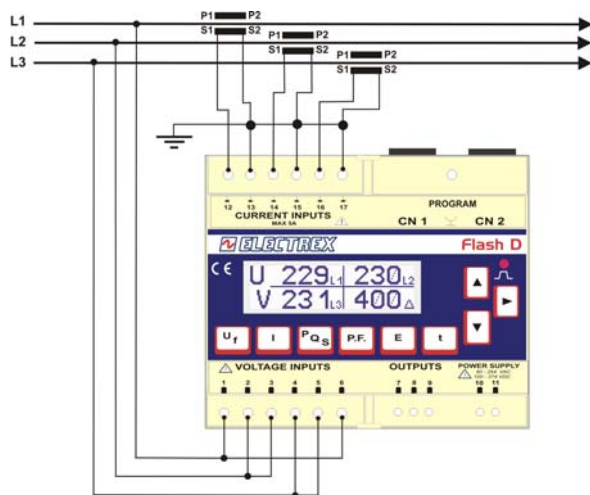 L1
P1 P2
S1 S2
L2
P1 P2
S1 S2
L3
P1 P2
S1 S2
12 13 14 15 16 17
CURRENT INPUTS
MAX 5A
PROGRAM
CN 1 CN 2
ELECTREX
Flash D
CE
U 229 L1 230 L2
V 231 L3 400 Δ
Uf I PQS P.F. E t
VOLTAGE INPUTS
1 2 3 4 5 6
OUTPUTS
7 8 9
POWER SUPPLY
10 11